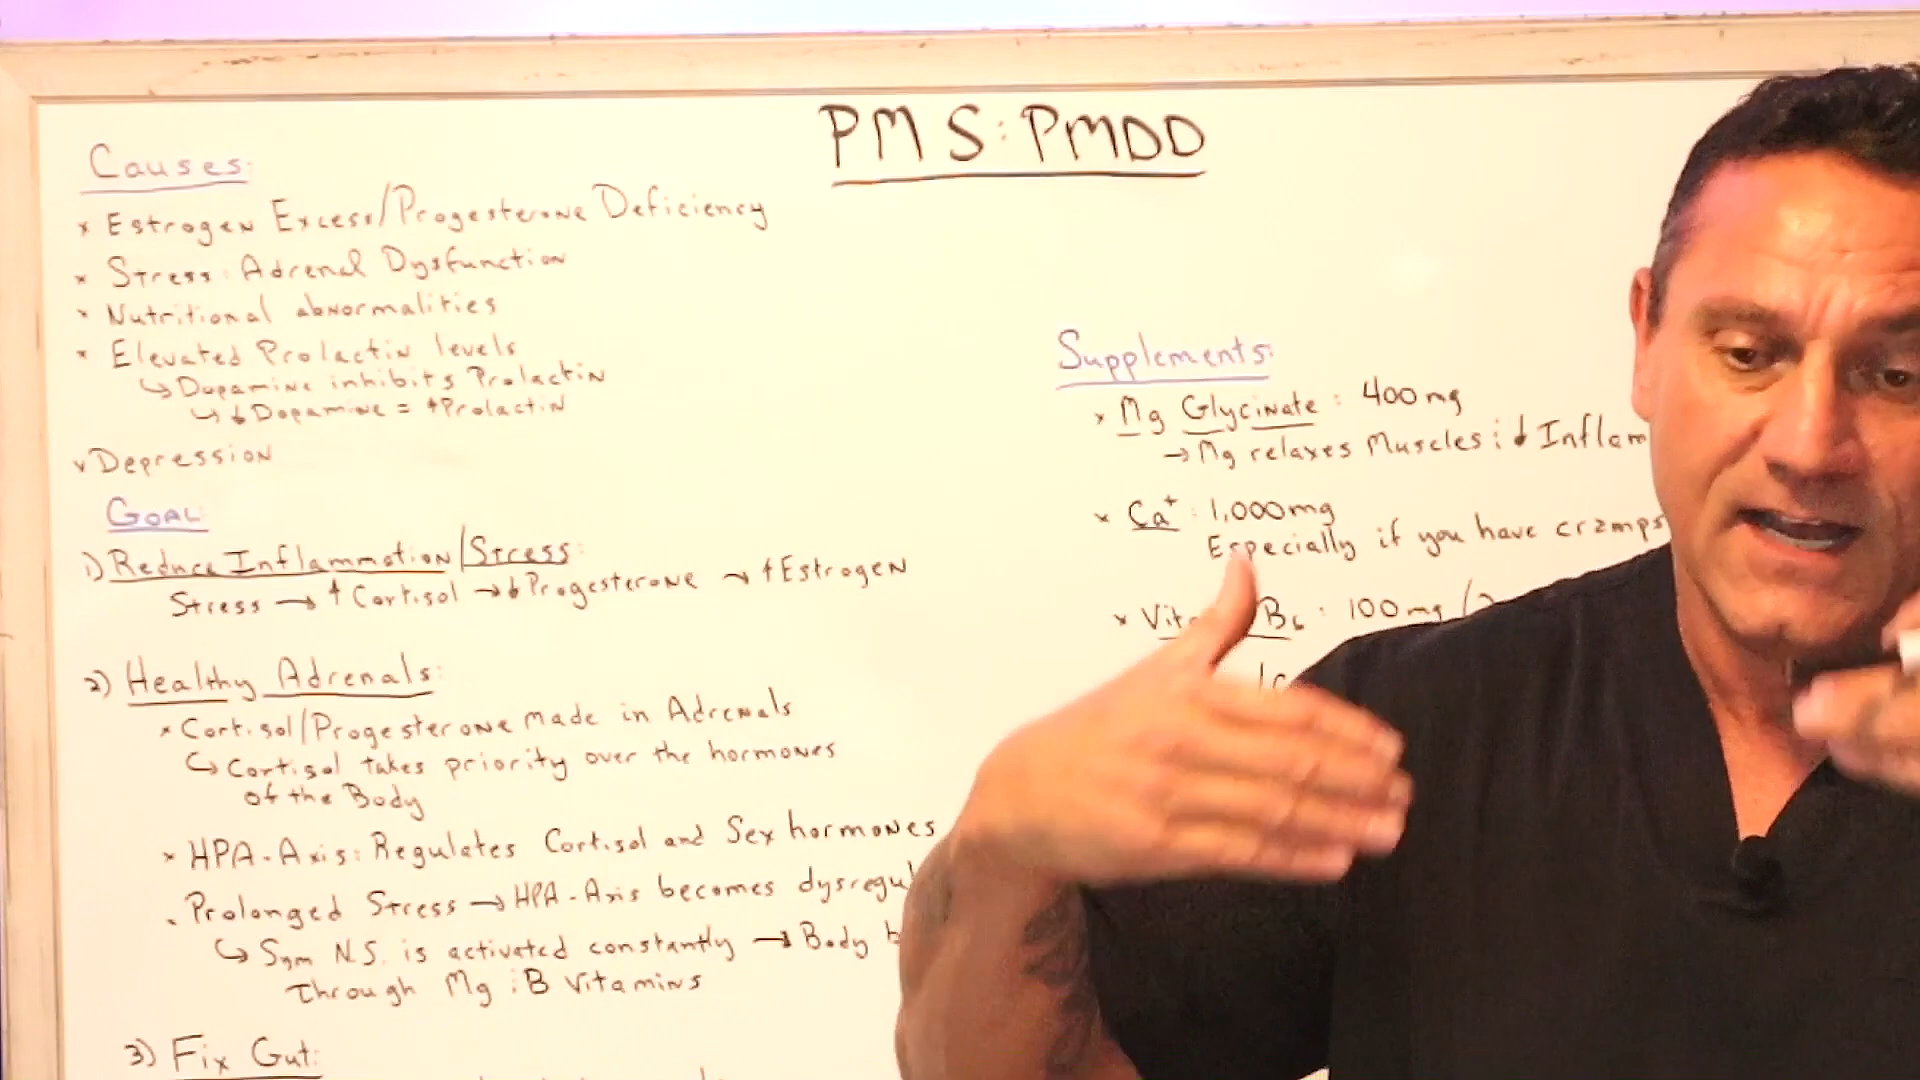 PMS: PMDD
Causes:
* Estrogen Excess/Progesterone Deficiency
* Stress: Adrenal Dysfunction
* Nutritional abnormalities
* Elevated Prolactin levels
↳ Dopamine inhibits Prolactin
↳ ↓ Dopamine = ↑Prolactin
* Depression
GOAL:
1) Reduce Inflammation/Stress:
Stress → ↑ Cortisol → ↓ Progesterone → ↑Estrogen
2) Healthy Adrenals:
* Cortisol/Progesterone made in Adrenals
↳ Cortisol takes priority over the hormones
of the Body
* HPA-Axis: Regulates Cortisol and Sex hormones
. Prolonged Stress → HPA-Axis becomes dysregul
↳ Sym N.S. is activated constantly → Body b
Through Mg : B Vitamins
3) Fix Gut:
Supplements:
* Mg Glycinate : 400mg
→ Mg relaxes Muscles : ↓ Inflam
* Ca+ : 1,000mg
Especially if you have cramps
* Vit B6 : 100mg